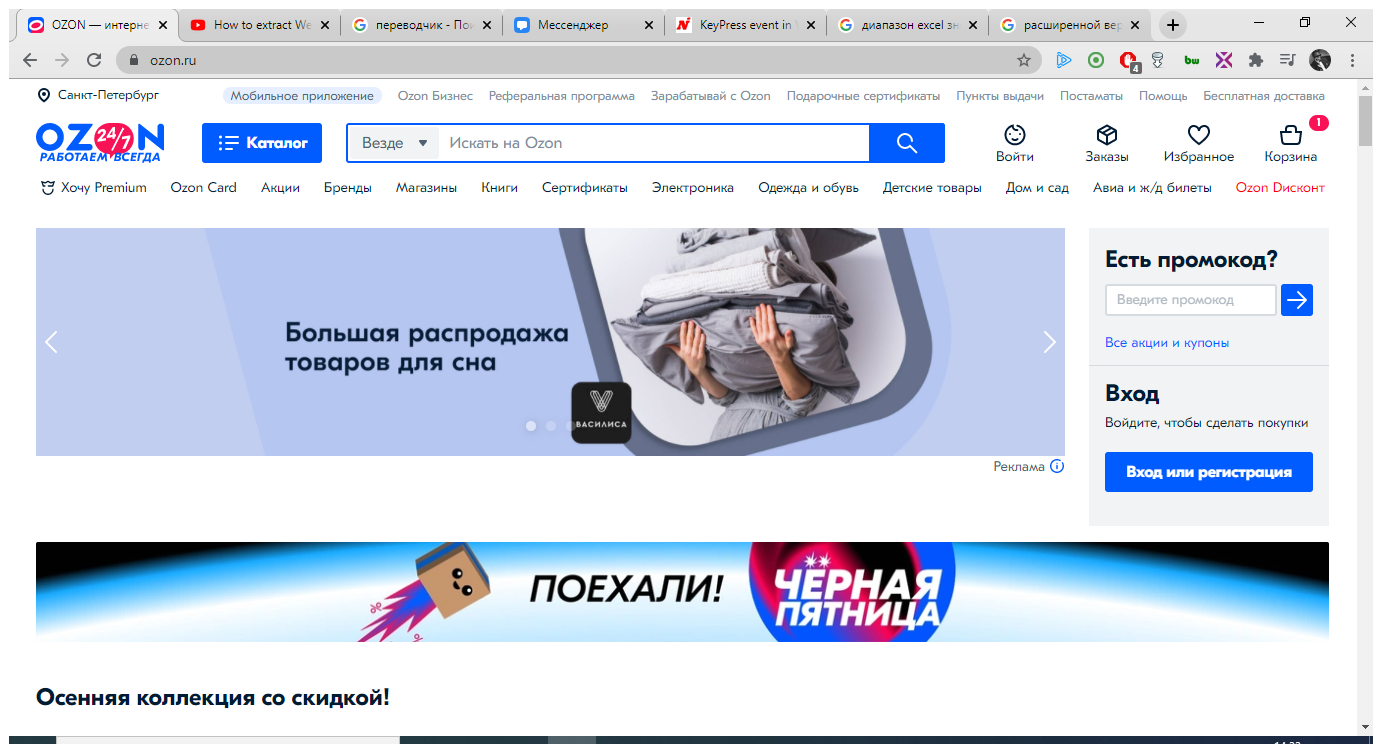 OZON — интерне
How to extract We
переводчик - Пои
Мессенджер
KeyPress event in
диапазон excel зн
расширенной вер
ozon.ru
4
bw
Санкт-Петербург
Мобильное приложение
Ozon Бизнес
Реферальная программа
Зарабатывай с Ozon
Подарочные сертификаты
Пункты выдачи
Постаматы
Помощь
Бесплатная доставка
OZON
24/7
РАБОТАЕМ ВСЕГДА
Каталог
Везде
Искать на Ozon
Войти
Заказы
Избранное
1
Корзина
Хочу Premium
Ozon Card
Акции
Бренды
Магазины
Книги
Сертификаты
Электроника
Одежда и обувь
Детские товары
Дом и сад
Авиа и ж/д билеты
Ozon Dисконт
Большая распродажа
товаров для сна
ВАСИЛИСА
Реклама
Есть промокод?
Введите промокод
Все акции и купоны
Вход
Войдите, чтобы сделать покупки
Вход или регистрация
ПОЕХАЛИ!
ЧЁРНАЯ
ПЯТНИЦА
Осенняя коллекция со скидкой!